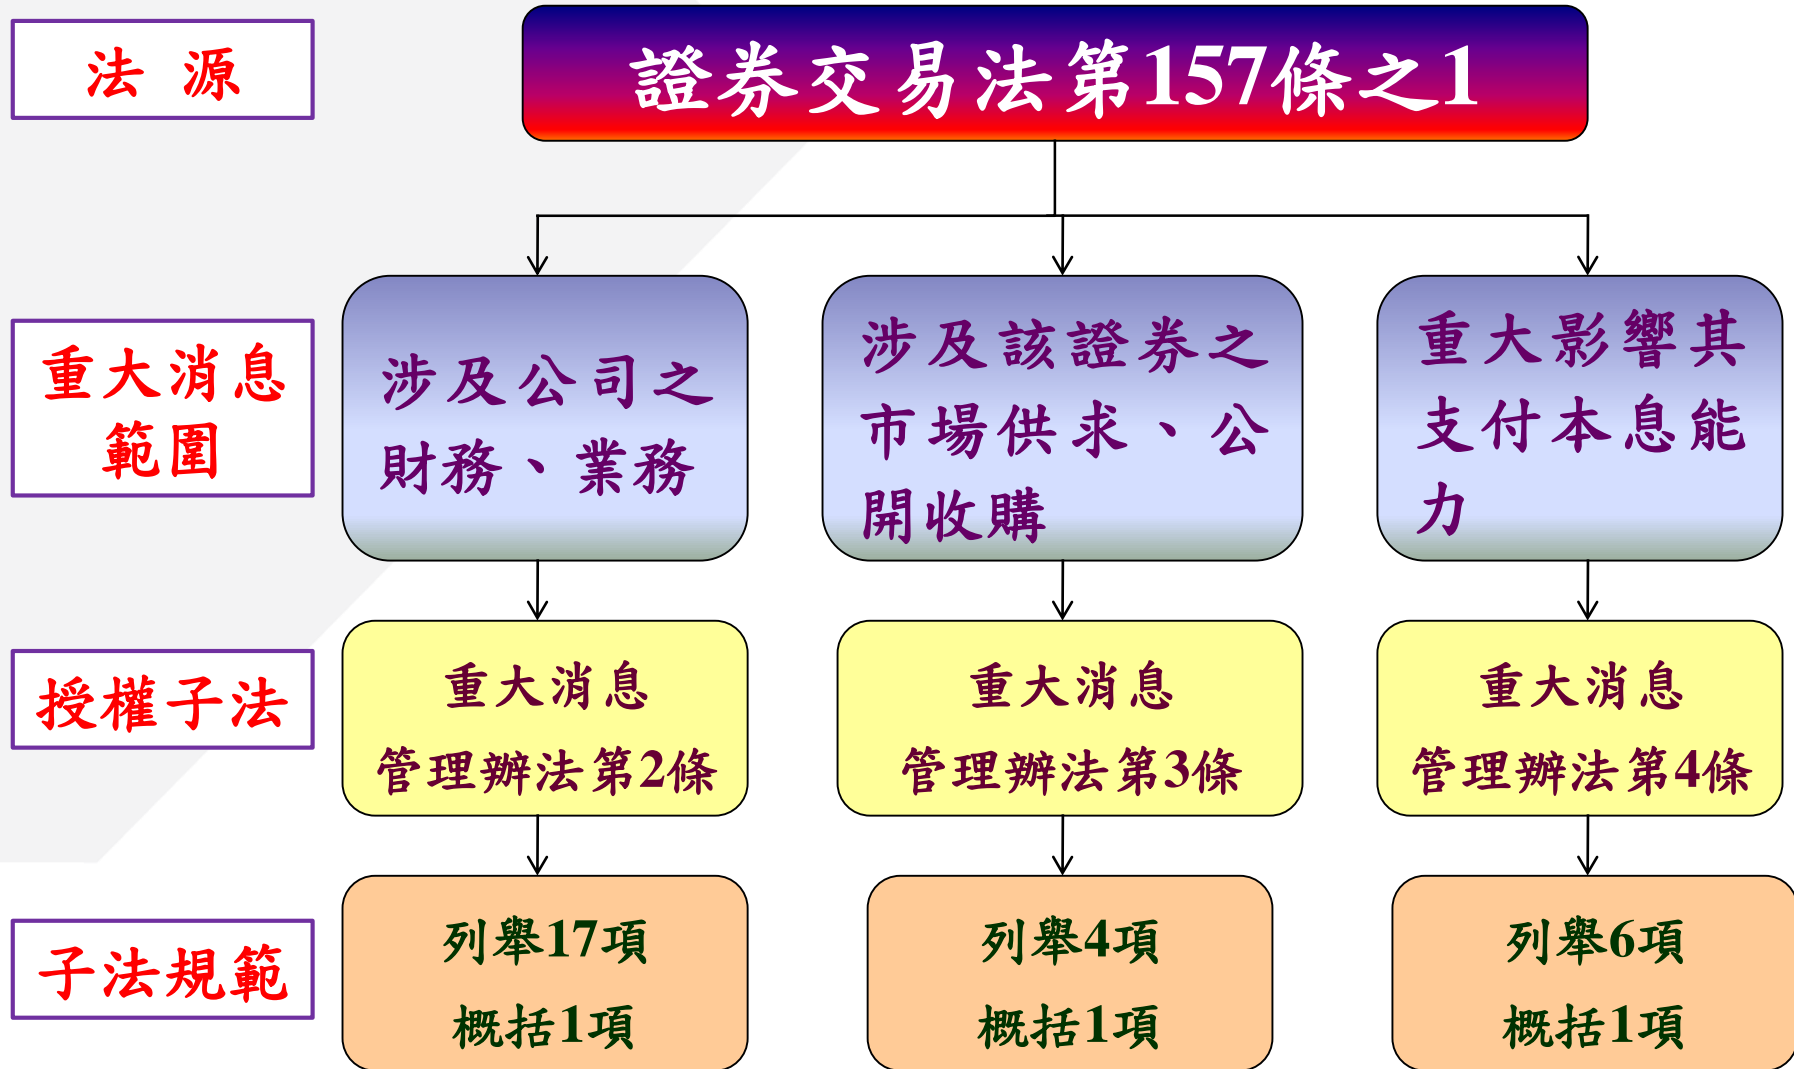 法 源
證券交易法第157條之1
重大消息
範圍
涉及公司之
財務、業務
涉及該證券之
市場供求、公
開收購
重大影響其
支付本息能
力
授權子法
重大消息
管理辦法第2條
重大消息
管理辦法第3條
重大消息
管理辦法第4條
子法規範
列舉17項
概括1項
列舉4項
概括1項
列舉6項
概括1項